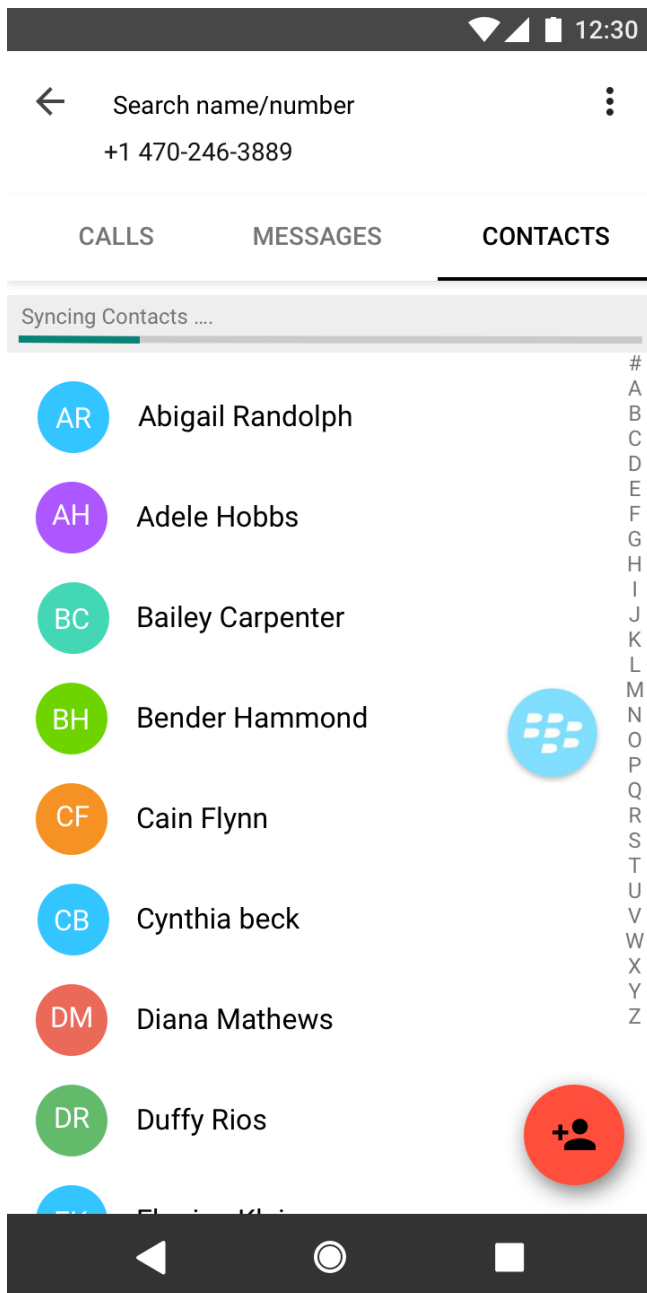 12:30
Search name/number
+1 470-246-3889
CALLS MESSAGES CONTACTS
Syncing Contacts ....
#
A
B
C
D
E
F
G
H
I
J
K
L
M
N
O
P
Q
R
S
T
U
V
W
X
Y
Z
AR Abigail Randolph
AH Adele Hobbs
BC Bailey Carpenter
BH Bender Hammond
CF Cain Flynn
CB Cynthia beck
DM Diana Mathews
DR Duffy Rios